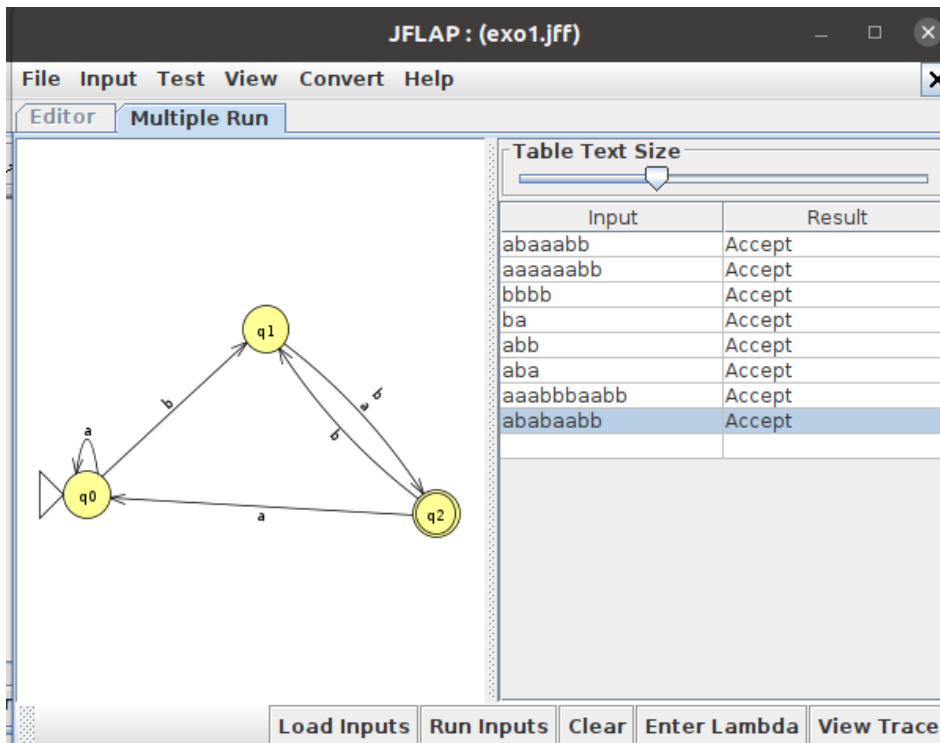 JFLAP : (exo1.jff)
File Input Test View Convert Help
Editor Multiple Run
Table Text Size
Input Result
abaaabb Accept
aaaaaabb Accept
bbbb Accept
ba Accept
abb Accept
aba Accept
aaabbbaabb Accept
ababaabb Accept
q1
b
b
a
b
a
q0
q2
a
Load Inputs Run Inputs Clear Enter Lambda View Trace